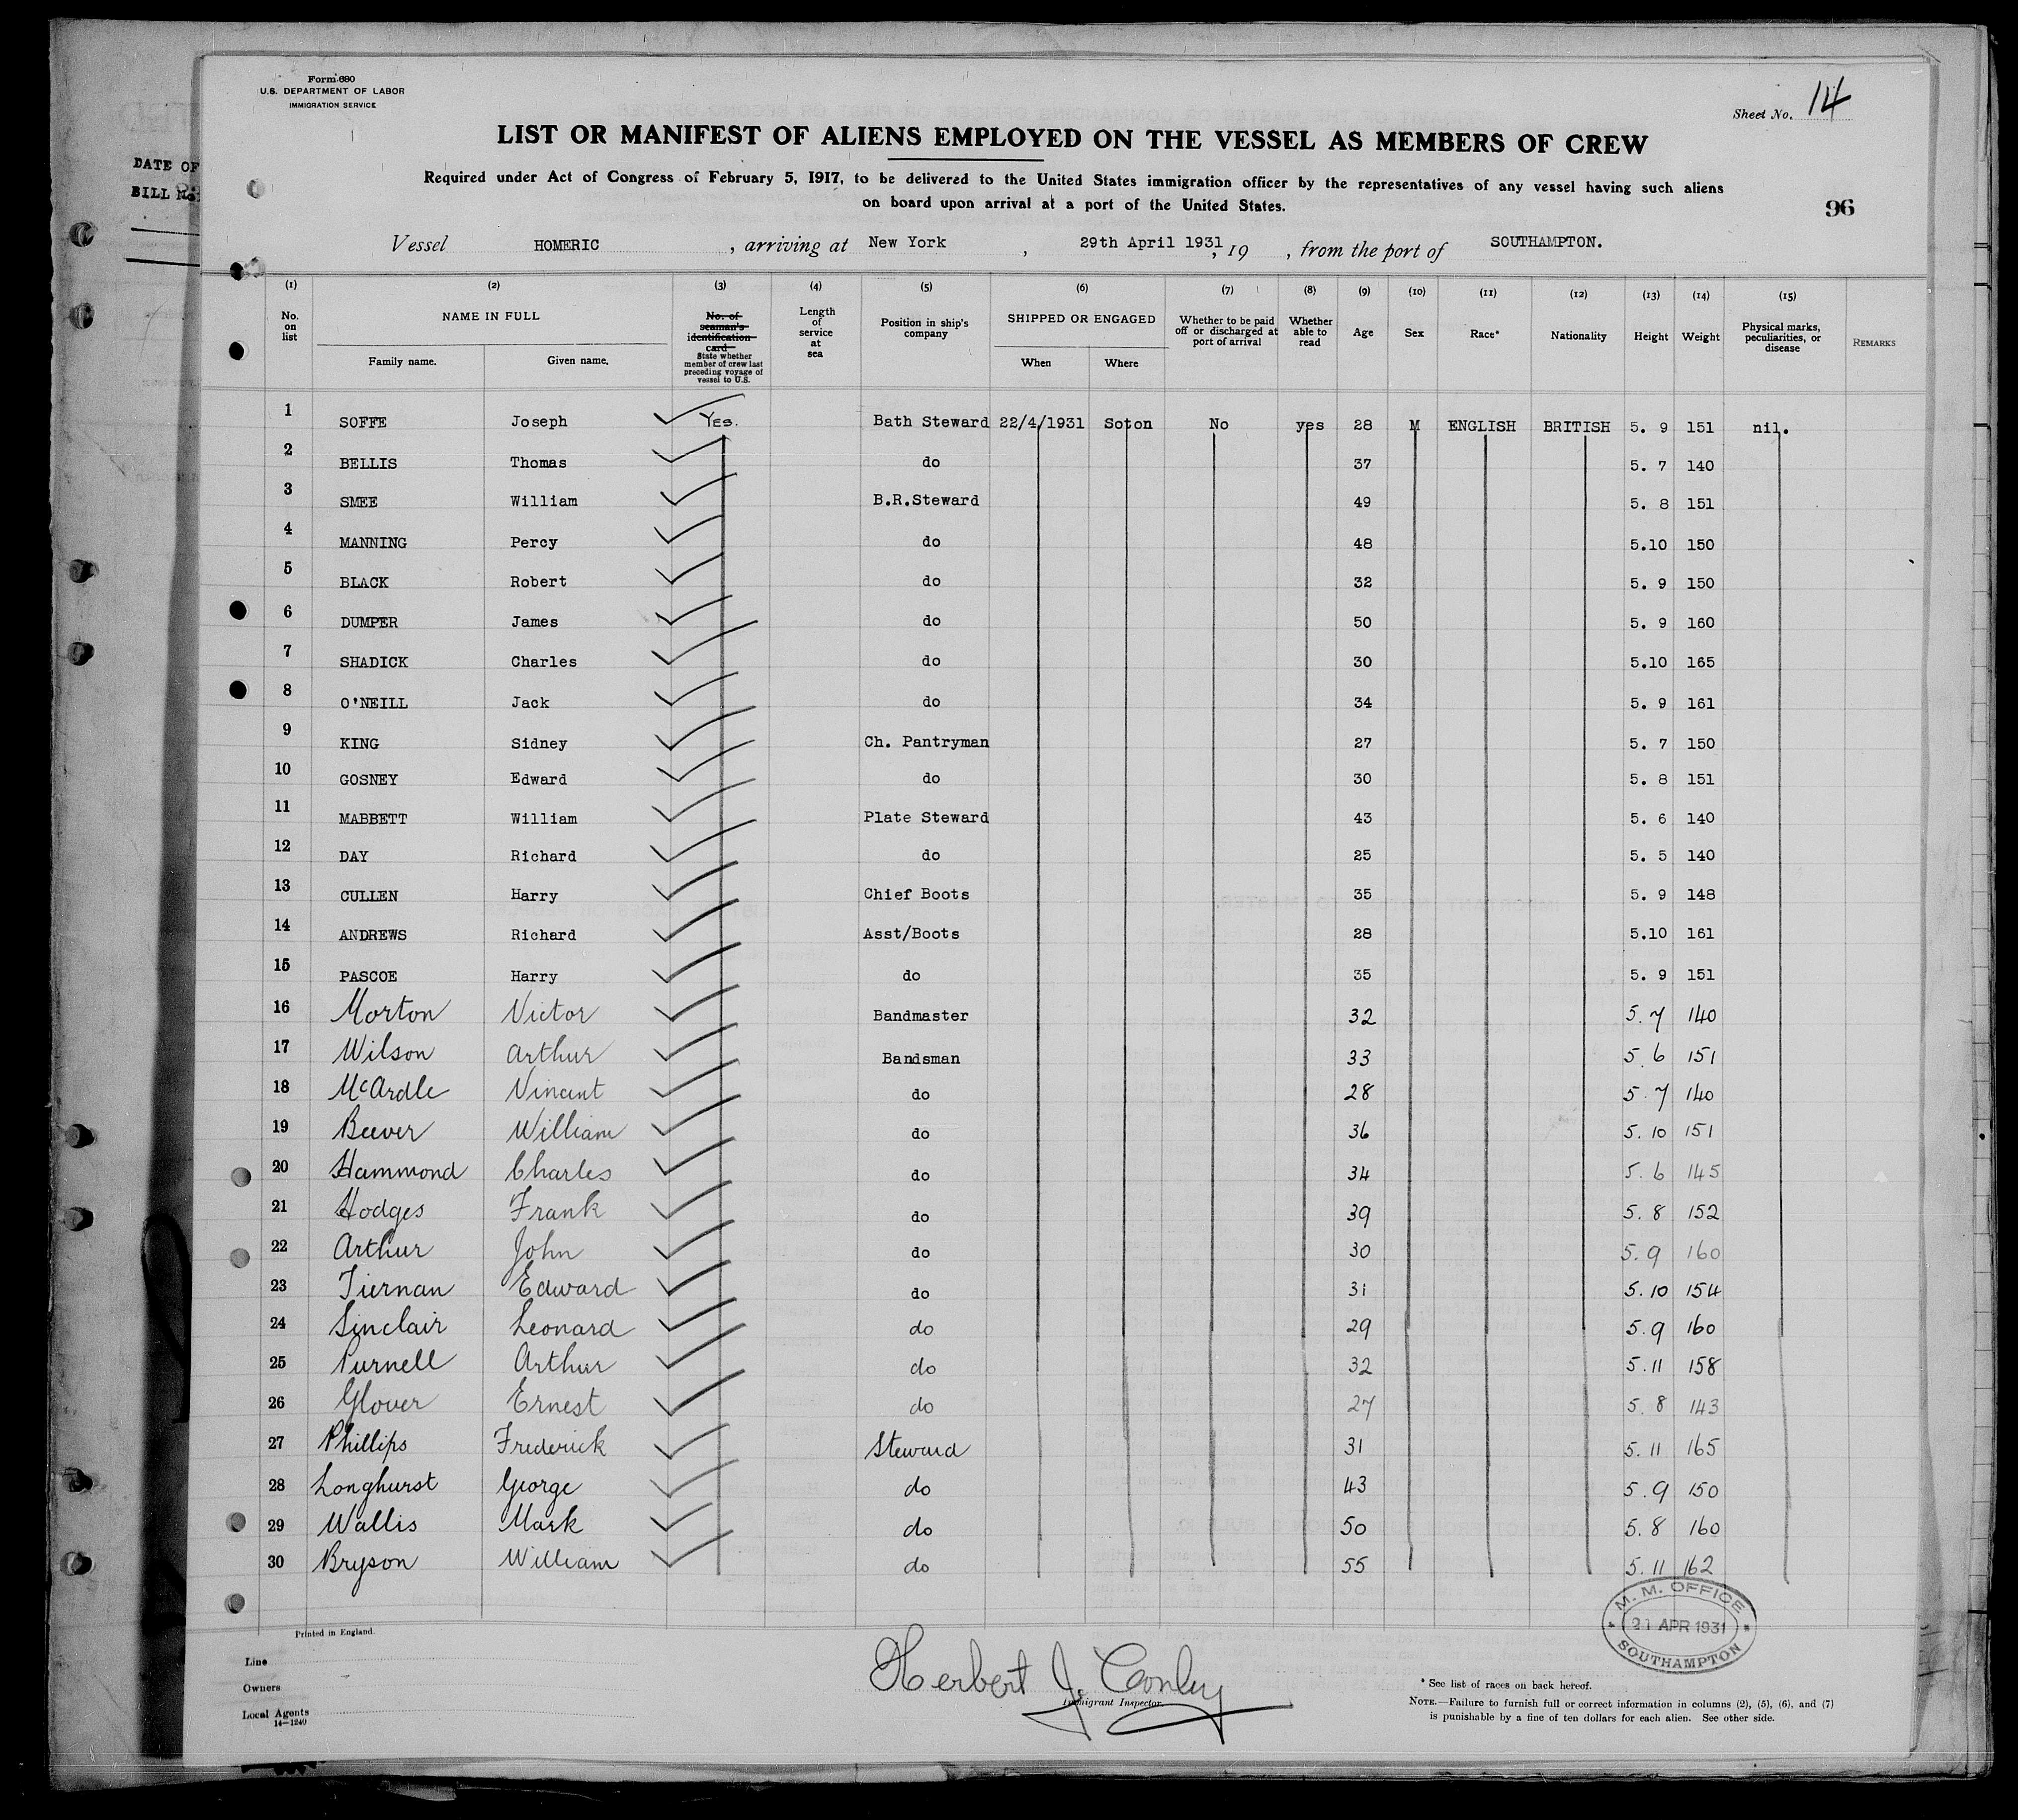 Form 680
U.S. DEPARTMENT OF LABOR
IMMIGRATION SERVICE
Sheet No. 14
LIST OR MANIFEST OF ALIENS EMPLOYED ON THE VESSEL AS MEMBERS OF CREW
Required under Act of Congress of February 5, 1917, to be delivered to the United States immigration officer by the representatives of any vessel having such aliens
on board upon arrival at a port of the United States.
96
DATE OF
BILL
Vessel HOMERIC, arriving at New York, 29th April 1931, 19, from the port of SOUTHAMPTON.
(1) (2) (3) (4) (5) (6) (7) (8) (9) (10) (11) (12) (13) (14) (15)
No. on list NAME IN FULL Family name. Given name. No. of seaman's identification card State whether member of crew last preceding voyage of vessel to U.S. Length of service at sea Position in ship's company SHIPPED OR ENGAGED When Where Whether to be paid off or discharged at port of arrival Whether able to read Age Sex Race* Nationality Height Weight Physical marks, peculiarities, or disease REMARKS
1 SOFFE Joseph Yes. Bath Steward 22/4/1931 Soton No yes 28 M ENGLISH BRITISH 5. 9 151 nil.
2 BELLIS Thomas do 37 5. 7 140
3 SMEE William B.R.Steward 49 5. 8 151
4 MANNING Percy do 48 5.10 150
5 BLACK Robert do 32 5. 9 150
6 DUMPER James do 50 5. 9 160
7 SHADICK Charles do 30 5.10 165
8 O'NEILL Jack do 34 5. 9 161
9 KING Sidney Ch. Pantryman 27 5. 7 150
10 GOSNEY Edward do 30 5. 8 151
11 MABBETT William Plate Steward 43 5. 6 140
12 DAY Richard do 25 5. 5 140
13 CULLEN Harry Chief Boots 35 5. 9 148
14 ANDREWS Richard Asst/Boots 28 5.10 161
15 PASCOE Harry do 35 5. 9 151
16 Morton Victor Bandmaster 32 5. 7 140
17 Wilson Arthur Bandsman 33 5. 6 151
18 McArdle Vincent do 28 5. 7 140
19 Beever William do 36 5. 10 151
20 Hammond Charles do 34 5. 6 145
21 Hodges Frank do 39 5. 8 152
22 Arthur John do 30 5. 9 160
23 Tiernan Edward do 31 5. 10 154
24 Sinclair Leonard do 29 5. 9 160
25 Purnell Arthur do 32 5. 11 158
26 Glover Ernest do 27 5. 8 143
27 Phillips Frederick Steward 31 5. 11 165
28 Longhurst George do 43 5. 9 150
29 Wallis Mark do 50 5. 8 160
30 Bryson William do 55 5. 11 162
M. M. OFFICE
21 APR 1931
SOUTHAMPTON
Printed in England.
Line
Owners
Local Agents
14—1240
Herbert J. Conley
Immigrant Inspector.
* See list of races on back hereof.
NOTE.—Failure to furnish full or correct information in columns (2), (5), (6), and (7)
is punishable by a fine of ten dollars for each alien. See other side.